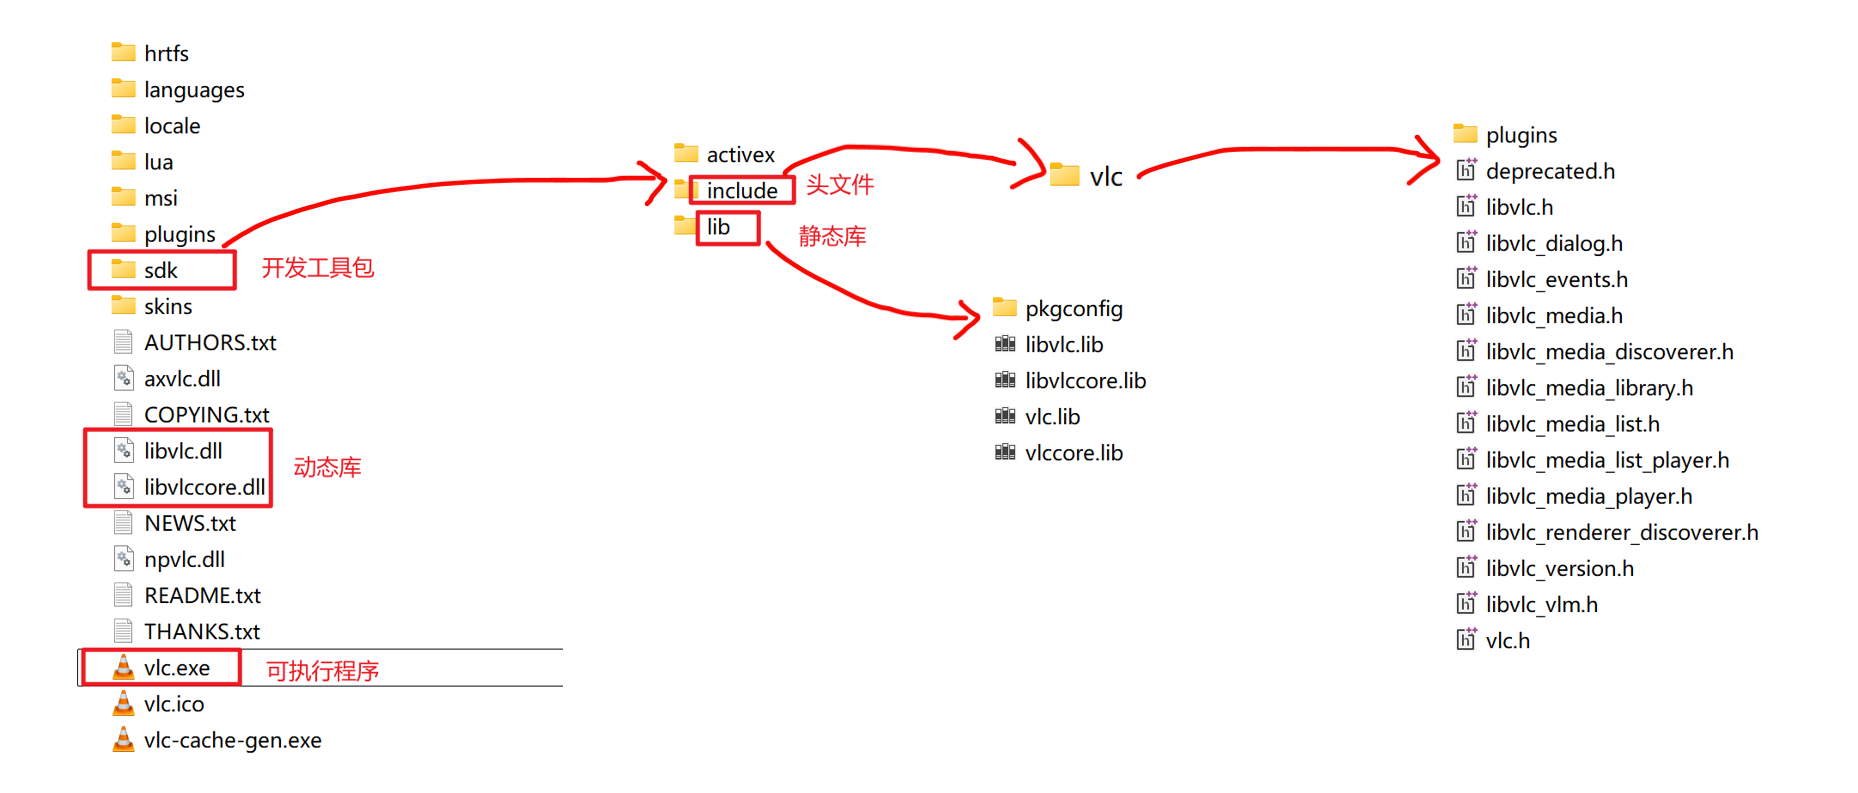 hrtfs
languages
locale
lua
msi
plugins
sdk
开发工具包
skins
AUTHORS.txt
axvlc.dll
COPYING.txt
libvlc.dll
动态库
libvlccore.dll
NEWS.txt
npvlc.dll
README.txt
THANKS.txt
vlc.exe
可执行程序
vlc.ico
vlc-cache-gen.exe
activex
include
头文件
lib
静态库
vlc
pkgconfig
libvlc.lib
libvlccore.lib
vlc.lib
vlccore.lib
plugins
deprecated.h
libvlc.h
libvlc_dialog.h
libvlc_events.h
libvlc_media.h
libvlc_media_discoverer.h
libvlc_media_library.h
libvlc_media_list.h
libvlc_media_list_player.h
libvlc_media_player.h
libvlc_renderer_discoverer.h
libvlc_version.h
libvlc_vlm.h
vlc.h